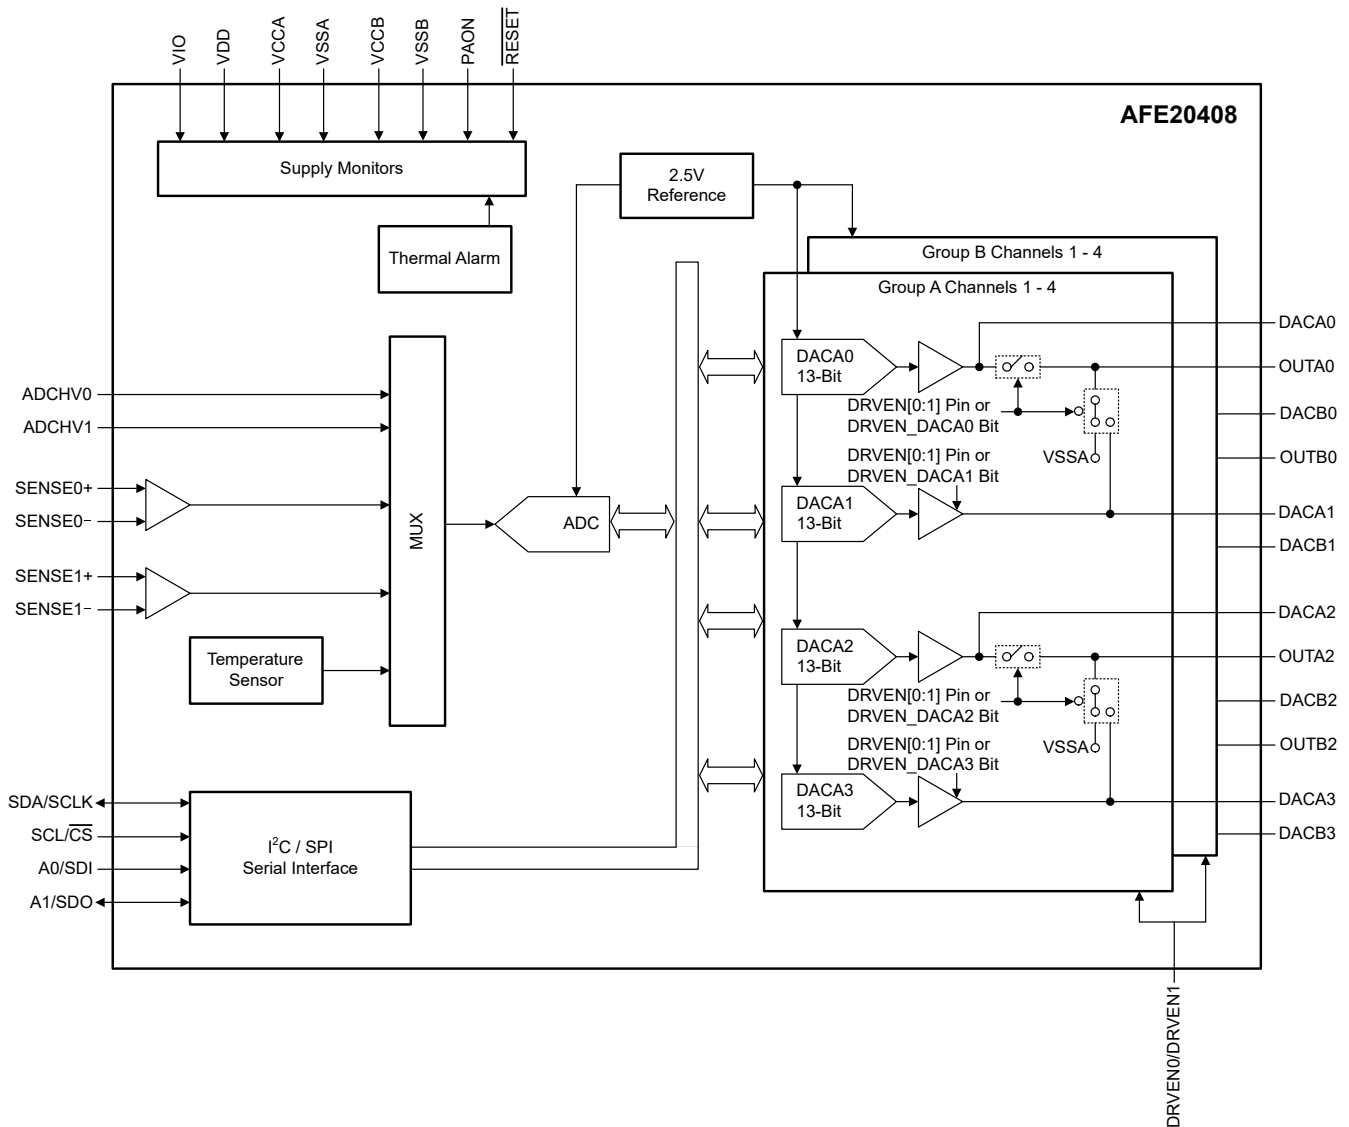 VIO
VDD
VCCA
VSSA
VCCB
VSSB
PAON
RESET
AFE20408
Supply Monitors
2.5V
Reference
Thermal Alarm
Group B Channels 1 - 4
Group A Channels 1 - 4
ADCHV0
ADCHV1
SENSE0+
SENSE0−
SENSE1+
SENSE1−
MUX
ADC
Temperature
Sensor
SDA/SCLK
SCL/CS
A0/SDI
A1/SDO
I²C / SPI
Serial Interface
DACA0
13-Bit
DRVEN[0:1] Pin or
DRVEN_DACA0 Bit
VSSA
DRVEN[0:1] Pin or
DRVEN_DACA1 Bit
DACA1
13-Bit
DACA2
13-Bit
DRVEN[0:1] Pin or
DRVEN_DACA2 Bit
VSSA
DRVEN[0:1] Pin or
DRVEN_DACA3 Bit
DACA3
13-Bit
DACA0
OUTA0
DACB0
OUTB0
DACA1
DACB1
DACA2
OUTA2
DACB2
OUTB2
DACA3
DACB3
DRVEN0/DRVEN1